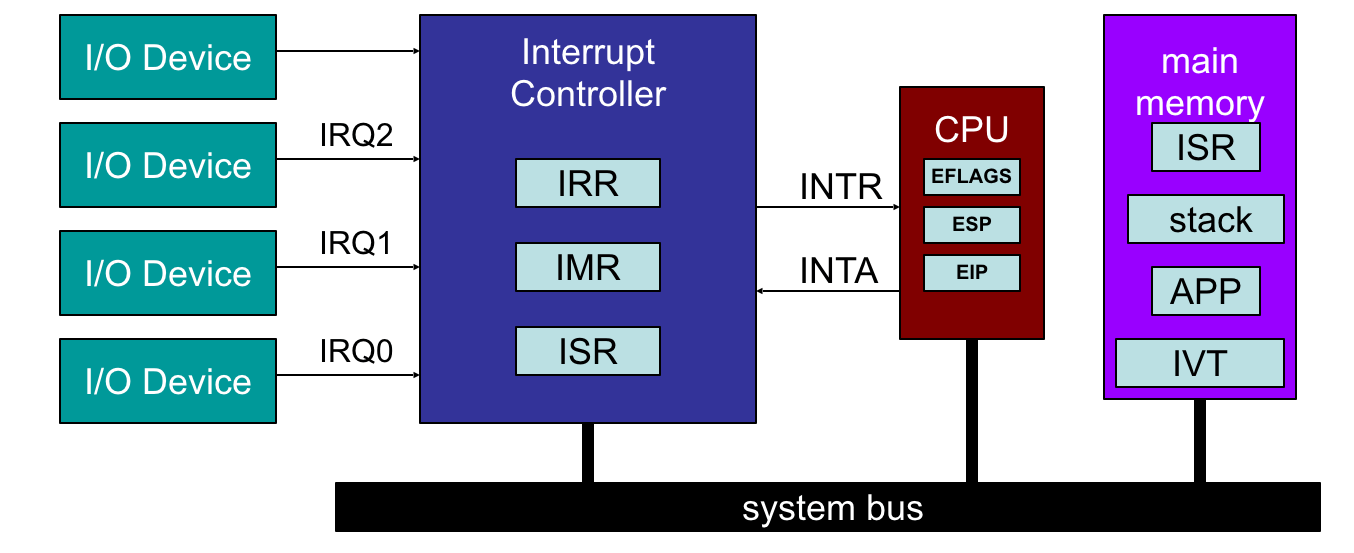 I/O Device
I/O Device
IRQ2
I/O Device
IRQ1
I/O Device
IRQ0
Interrupt
Controller
IRR
IMR
ISR
INTR
INTA
CPU
EFLAGS
ESP
EIP
main
memory
ISR
stack
APP
IVT
system bus